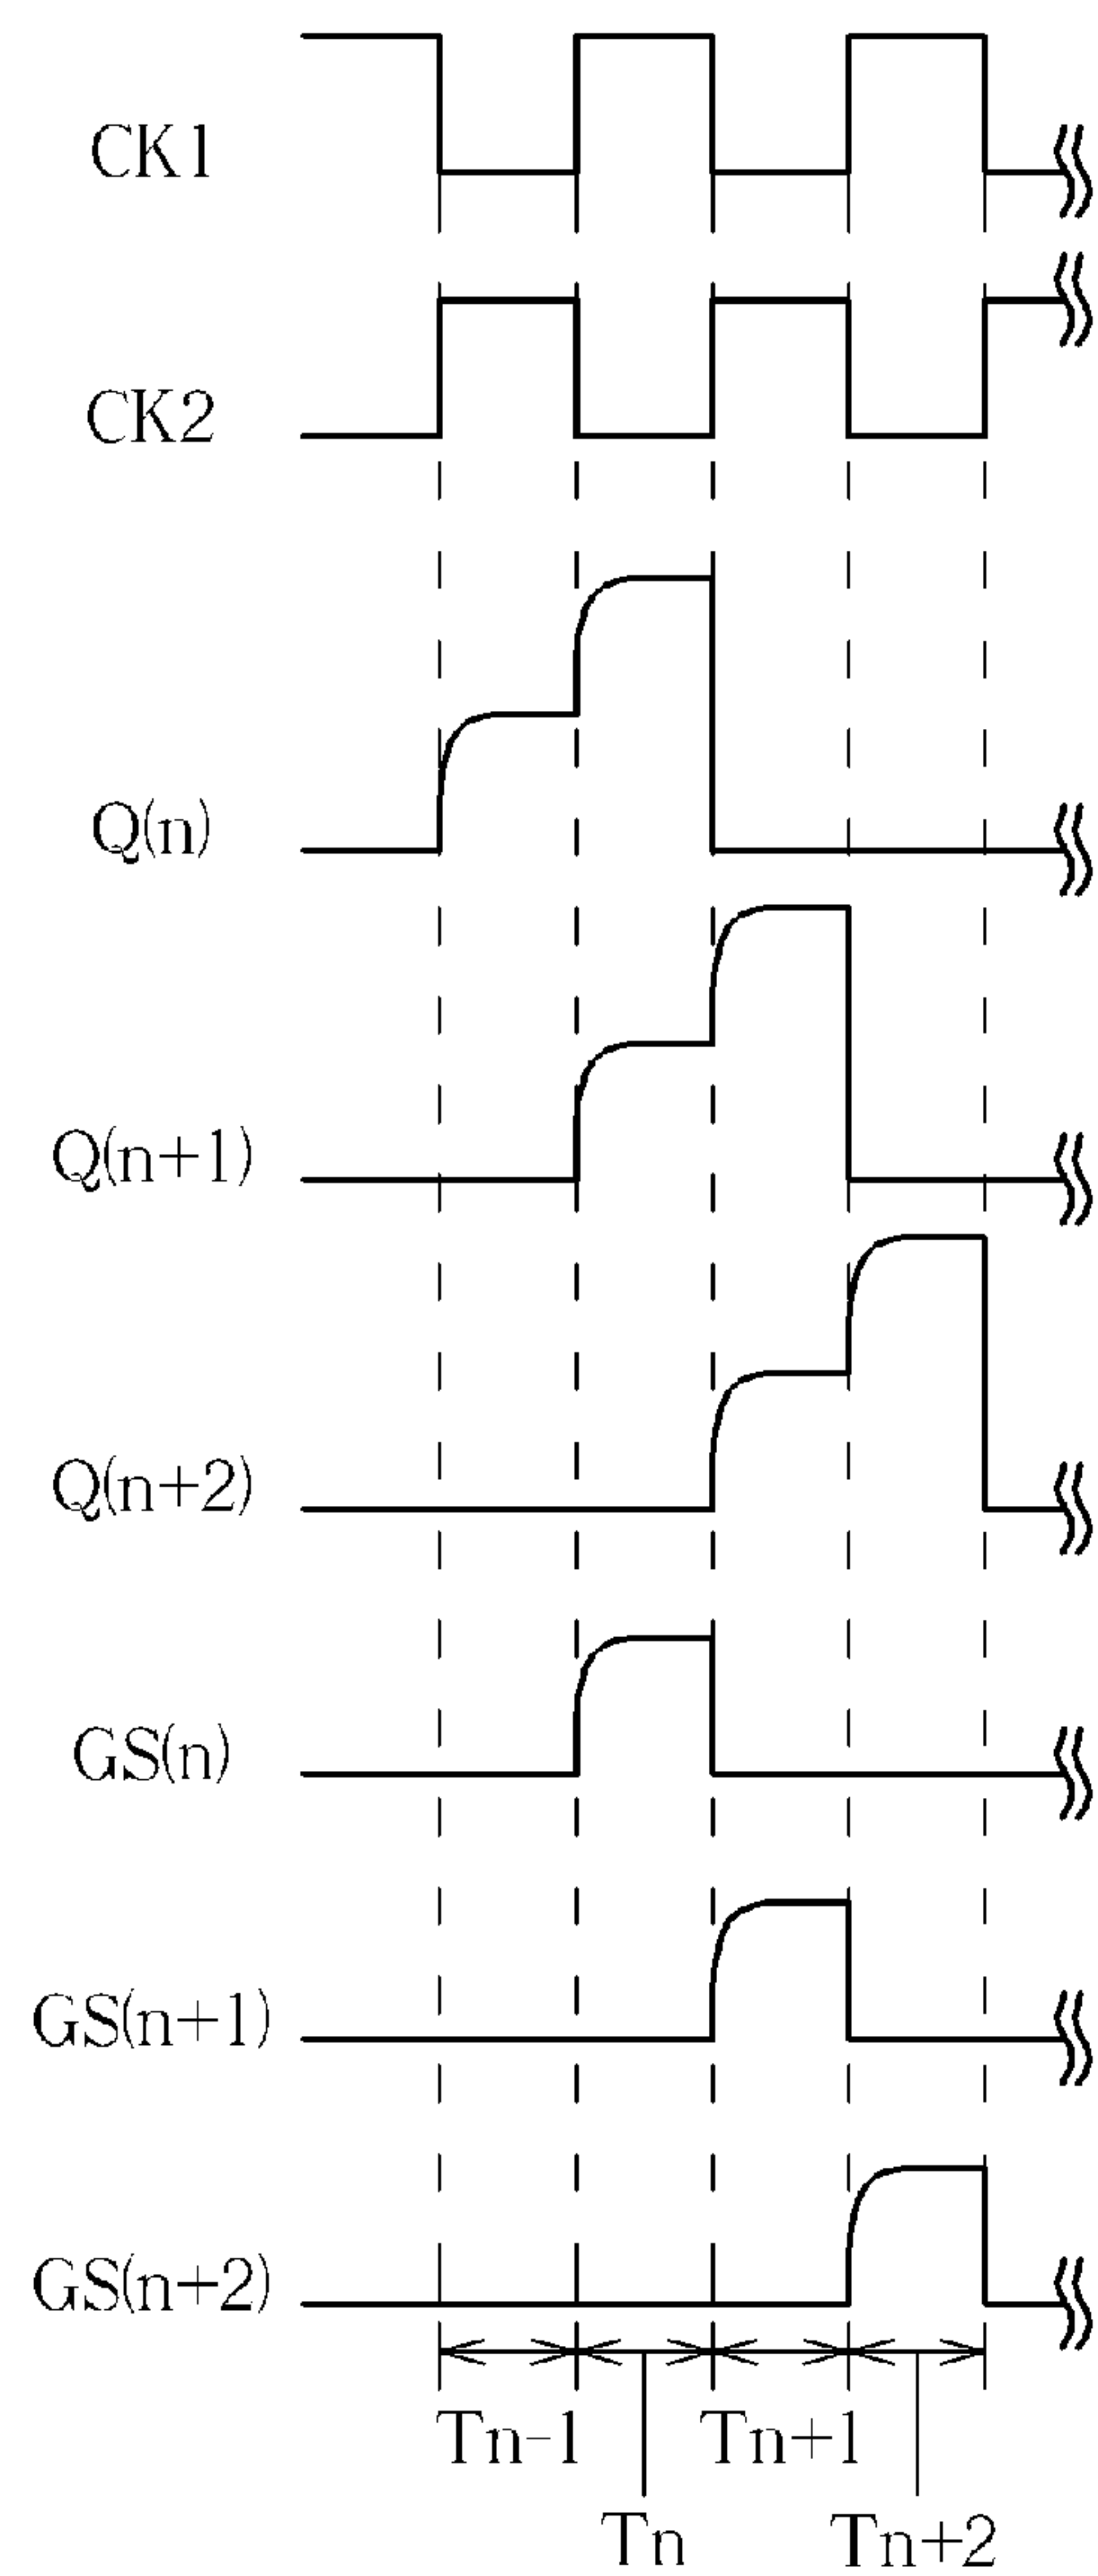 CK1
CK2
Q(n)
Q(n+1)
Q(n+2)
GS(n)
GS(n+1)
GS(n+2)
Tn-1
Tn+1
Tn
Tn+2